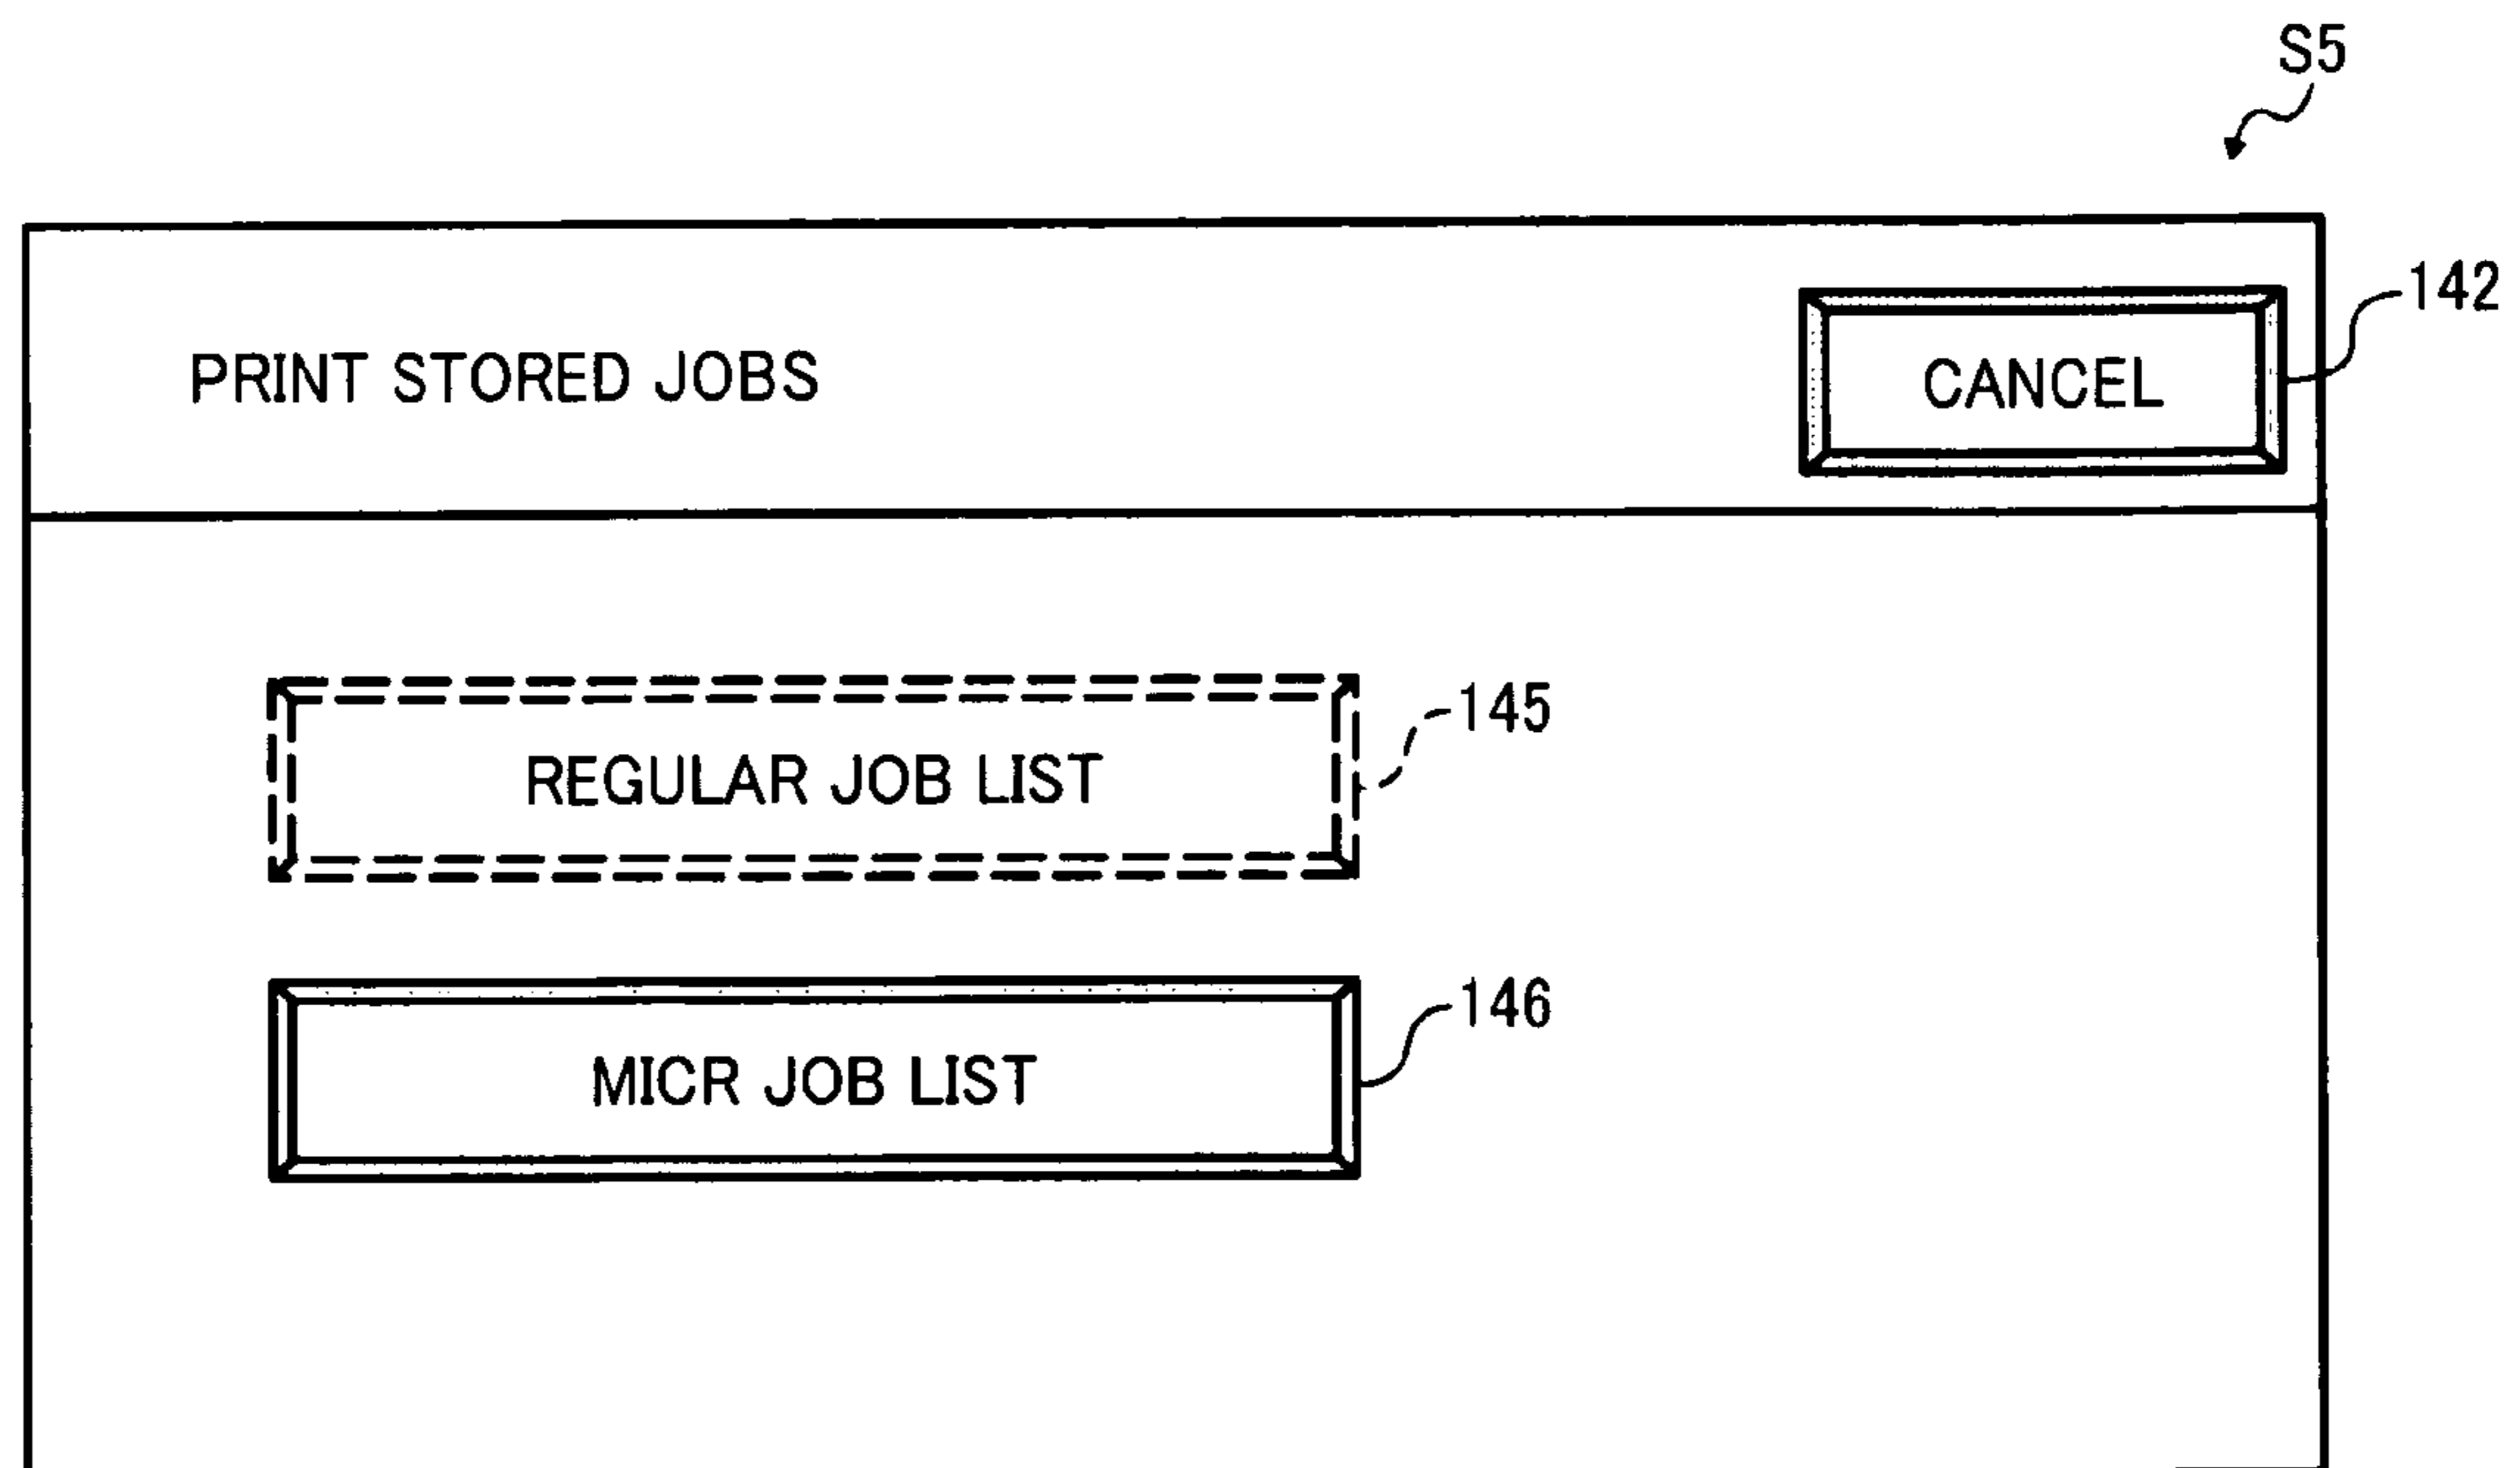 S5
142
PRINT STORED JOBS
CANCEL
145
REGULAR JOB LIST
146
MICR JOB LIST